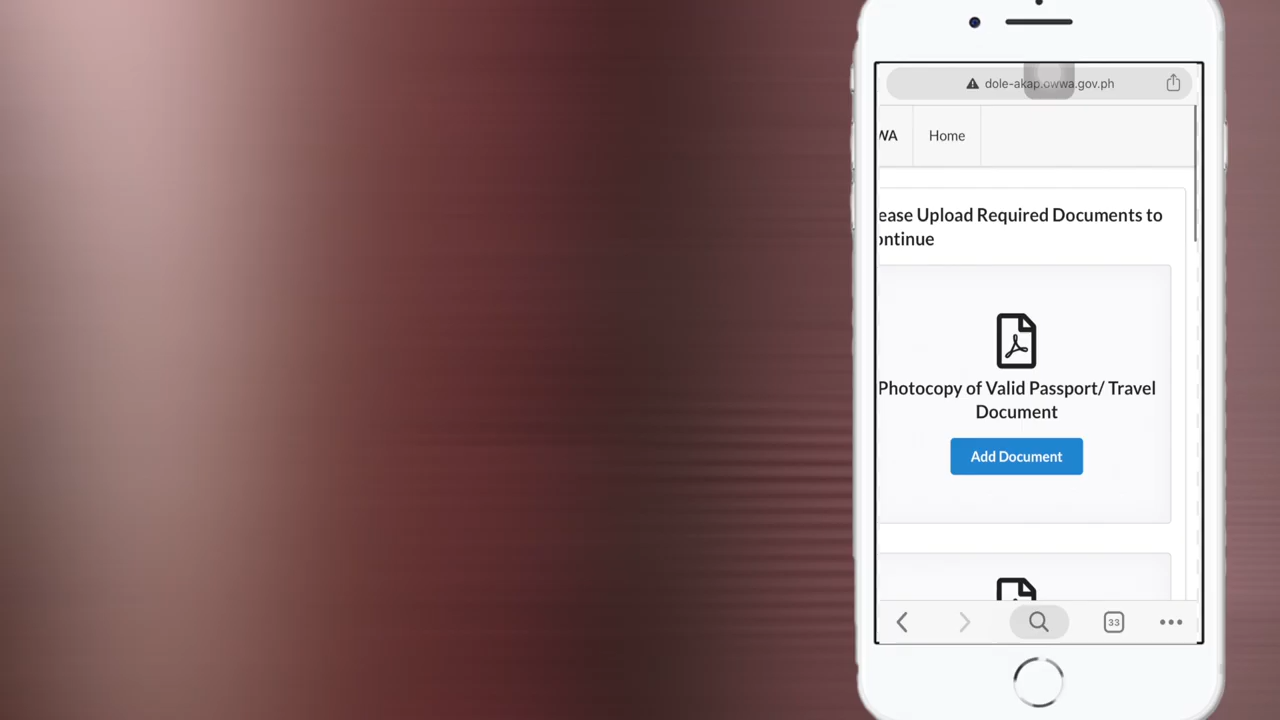 dole-akap.owwa.gov.ph
WA Home
ease Upload Required Documents to
ontinue
Photocopy of Valid Passport/ Travel
Document
Add Document
33